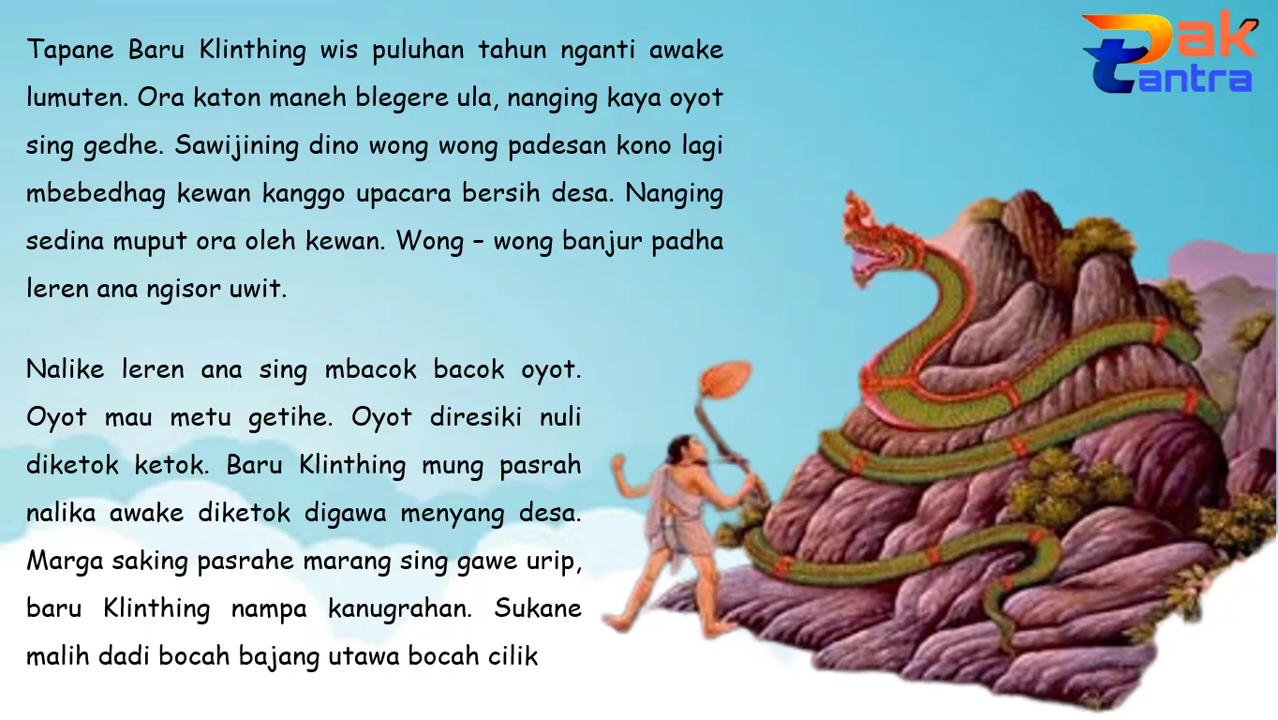 Tapane Baru Klinthing wis puluhan tahun nganti awake
lumuten. Ora katon maneh blegere ula, nanging kaya oyot
sing gedhe. Sawijining dino wong wong padesan kono lagi
mbebedhag kewan kanggo upacara bersih desa. Nanging
sedina muput ora oleh kewan. Wong – wong banjur padha
leren ana ngisor uwit.
Nalike leren ana sing mbacok bacok oyot.
Oyot mau metu getihe. Oyot diresiki nuli
diketok ketok. Baru Klinthing mung pasrah
nalika awake diketok digawa menyang desa.
Marga saking pasrahe marang sing gawe urip,
baru Klinthing nampa kanugrahan. Sukane
malih dadi bocah bajang utawa bocah cilik
Pak
tantra